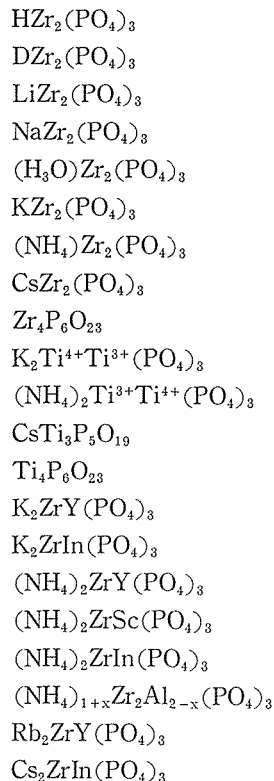 HZr₂(PO₄)₃
DZr₂(PO₄)₃
LiZr₂(PO₄)₃
NaZr₂(PO₄)₃
(H₃O)Zr₂(PO₄)₃
KZr₂(PO₄)₃
(NH₄)Zr₂(PO₄)₃
CsZr₂(PO₄)₃
Zr₄P₆O₂₃
K₂Ti⁴⁺Ti³⁺(PO₄)₃
(NH₄)₂Ti³⁺Ti⁴⁺(PO₄)₃
CsTi₃P₅O₁₉
Ti₄P₆O₂₃
K₂ZrY(PO₄)₃
K₂ZrIn(PO₄)₃
(NH₄)₂ZrY(PO₄)₃
(NH₄)₂ZrSc(PO₄)₃
(NH₄)₂ZrIn(PO₄)₃
(NH₄)₁₊ₓZr₂Al₂₋ₓ(PO₄)₃
Rb₂ZrY(PO₄)₃
Cs₂ZrIn(PO₄)₃